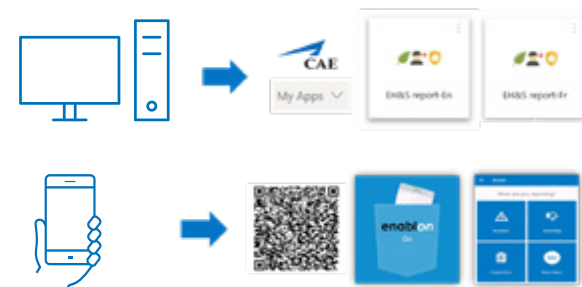 CAE
My Apps
EH&S report-En
EH&S report-Fr
enablon
Go
What are you reporting?